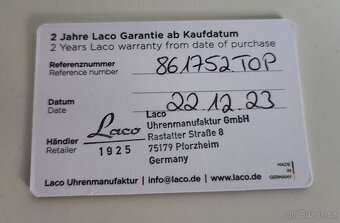 2 Jahre Laco Garantie ab Kaufdatum
2 Years Laco warranty from date of purchase
Referenznummer
Reference number
861752TOP
Datum
Date
22.12.23
Händler
Retailer
Laco
1925
Laco
Uhrenmanufaktur GmbH
Rastatter Straße 8
75179 Pforzheim
Germany
Laco Uhrenmanufaktur | info@laco.de | www.laco.de
MADE
IN
GERMANY